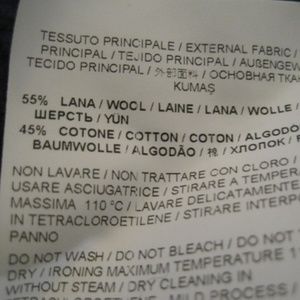 TESSUTO PRINCIPALE / EXTERNAL FABRIC /
PRINCIPAL / TEJIDO PRINCIPAL / AUßENGEW
TECIDO PRINCIPAL / 外部面料 / ОСНОВНАЯ ТКА
KUMAŞ
55% LANA / WOOL / LAINE / LANA / WOLLE /
ШЕРСТЬ / YÜN
45% COTONE / COTTON / COTON / ALGODO
BAUMWOLLE / ALGODÃO / 棉 / ХЛОПОК /
NON LAVARE / NON TRATTARE CON CLORO /
USARE ASCIUGATRICE / STIRARE A TEMPERA
MASSIMA 110 °C / LAVARE DELICATAMENTE
IN TETRACLOROETILENE / STIRARE INTERPO
PANNO
DO NOT WASH / DO NOT BLEACH / DO NOT
DRY / IRONING MAXIMUM TEMPERATURE 1
WITHOUT STEAM / DRY CLEANING IN